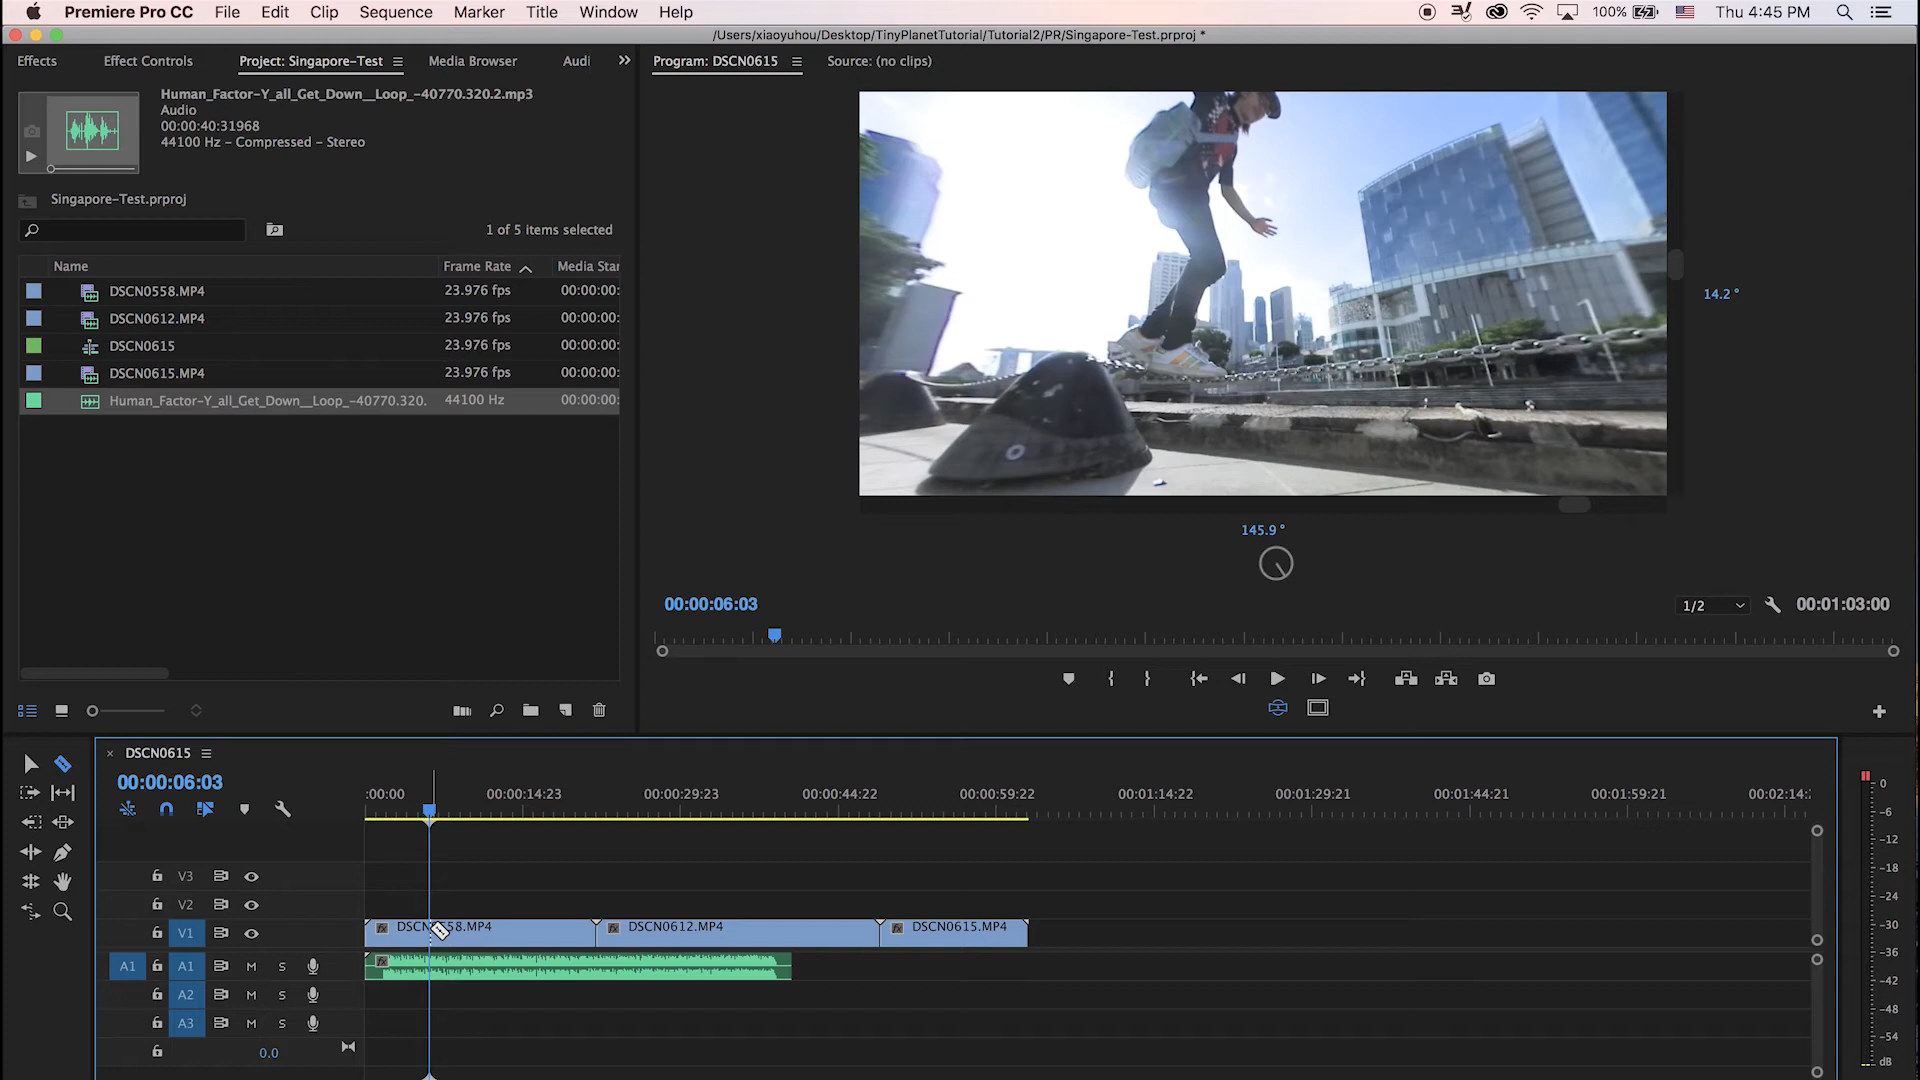 Premiere Pro CC File Edit Clip Sequence Marker Title Window Help 100% Thu 4:45 PM
/Users/xiaoyuhou/Desktop/TinyPlanetTutorial/Tutorial2/PR/Singapore-Test.prproj *
Effects Effect Controls Project: Singapore-Test Media Browser Audi
Program: DSCN0615 Source: (no clips)
Human_Factor-Y_all_Get_Down__Loop_-40770.320.2.mp3
Audio
00:00:40:31968
44100 Hz - Compressed - Stereo
Singapore-Test.prproj
1 of 5 items selected
Name Frame Rate Media Star
DSCN0558.MP4 23.976 fps 00:00:00:
DSCN0612.MP4 23.976 fps 00:00:00:
DSCN0615 23.976 fps
DSCN0615.MP4 23.976 fps 00:00:00:
Human_Factor-Y_all_Get_Down__Loop_-40770.320. 44100 Hz 00:00:00:
14.2 °
145.9 °
00:00:06:03 1/2 00:01:03:00
DSCN0615
00:00:06:03
:00:00 00:00:14:23 00:00:29:23 00:00:44:22 00:00:59:22 00:01:14:22 00:01:29:21 00:01:44:21 00:01:59:21 00:02:14:2
V3
V2
V1 DSCN 58.MP4 fx DSCN0612.MP4 fx DSCN0615.MP4
A1 A1 M S fx
A2 M S
A3 M S
0.0
0
-6
-12
-18
-24
-30
-36
-42
-48
-54
dB